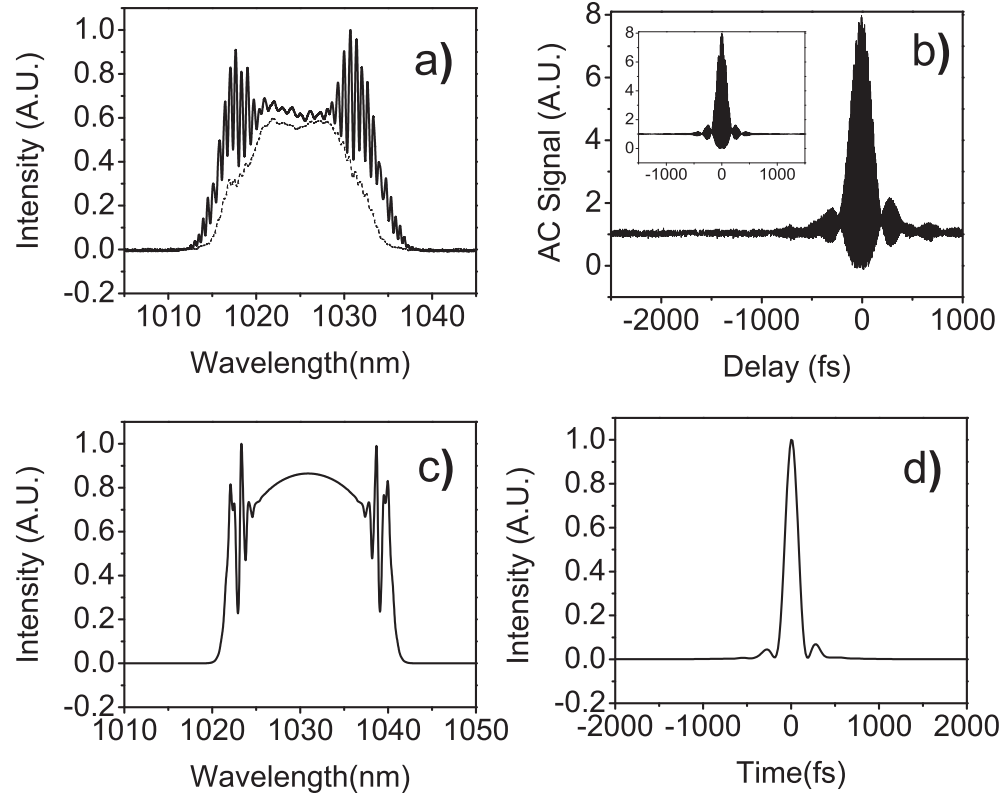 a)
1.0
0.8
0.6
0.4
0.2
0.0
-0.2
Intensity (A.U.)
1010 1020 1030 1040
Wavelength(nm)
b)
8
6
4
2
0
AC Signal (A.U.)
8
6
4
2
0
-1000 0 1000
-2000 -1000 0 1000
Delay (fs)
c)
1.0
0.8
0.6
0.4
0.2
0.0
-0.2
Intensity (A.U.)
1010 1020 1030 1040 1050
Wavelength(nm)
d)
1.0
0.8
0.6
0.4
0.2
0.0
-0.2
Intensity (A.U.)
-2000 -1000 0 1000 2000
Time(fs)